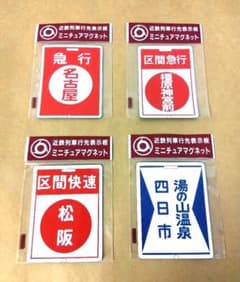 近鉄列車行先表示板
ミニチュアマグネット
急行
名古屋
近鉄列車行先表示板
ミニチュアマグネット
区間急行
橿原神宮前
近鉄列車行先表示板
ミニチュアマグネット
区間快速
松阪
近鉄列車行先表示板
ミニチュアマグネット
湯の山温泉
四日市